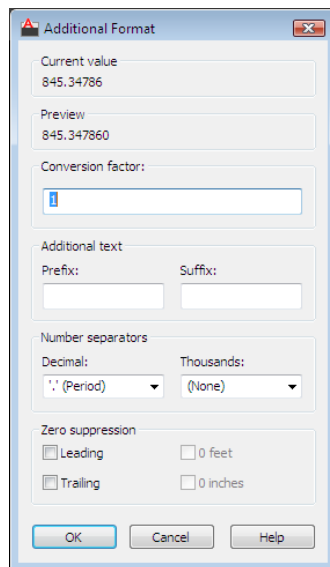 Additional Format
Current value
845.34786
Preview
845.347860
Conversion factor:
1
Additional text
Prefix: Suffix:
Number separators
Decimal: Thousands:
'.' (Period) (None)
Zero suppression
Leading 0 feet
Trailing 0 inches
OK Cancel Help